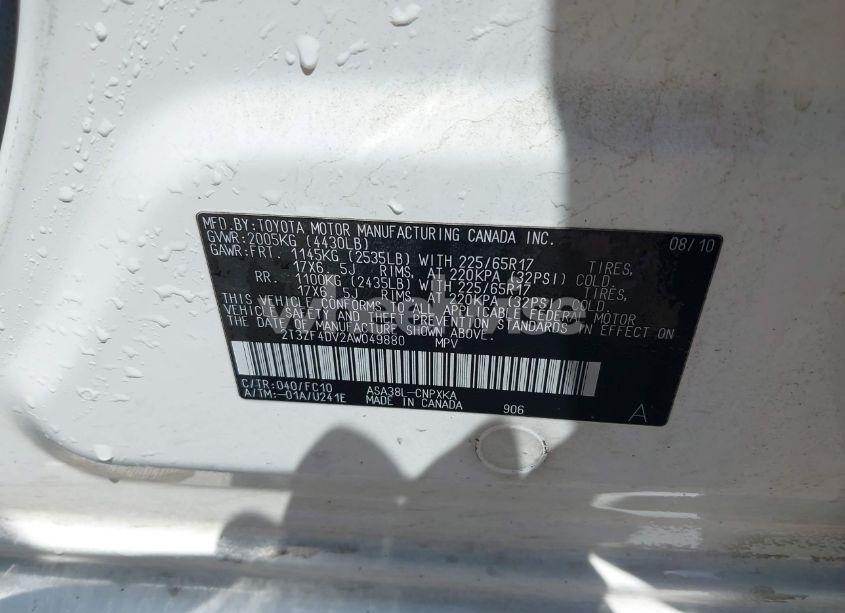 MFD.BY:TOYOTA MOTOR MANUFACTURING CANADA INC. 08/10
GVWR:2005KG (4430LB)
GAWR:FRT. 1145KG (2535LB) WITH 225/65R17 TIRES,
17X6.5J RIMS, AT 220KPA (32PSI) COLD.
RR. 1100KG (2435LB) WITH 225/65R17 TIRES,
17X6.5J RIMS, AT 220KPA (32PSI) COLD
THIS VEHICLE CONFORMS TO ALL APPLICABLE FEDERAL MOTOR
VEHICLE SAFETY AND THEFT PREVENTION STANDARDS IN EFFECT ON
THE DATE OF MANUFACTURE SHOWN ABOVE.
2T3ZF4DV2AW049880 MPV
wheelwise
C/TR:040/FC10 ASA38L-CNPXKA
A/TM:-01A/U241E MADE IN CANADA 906 A